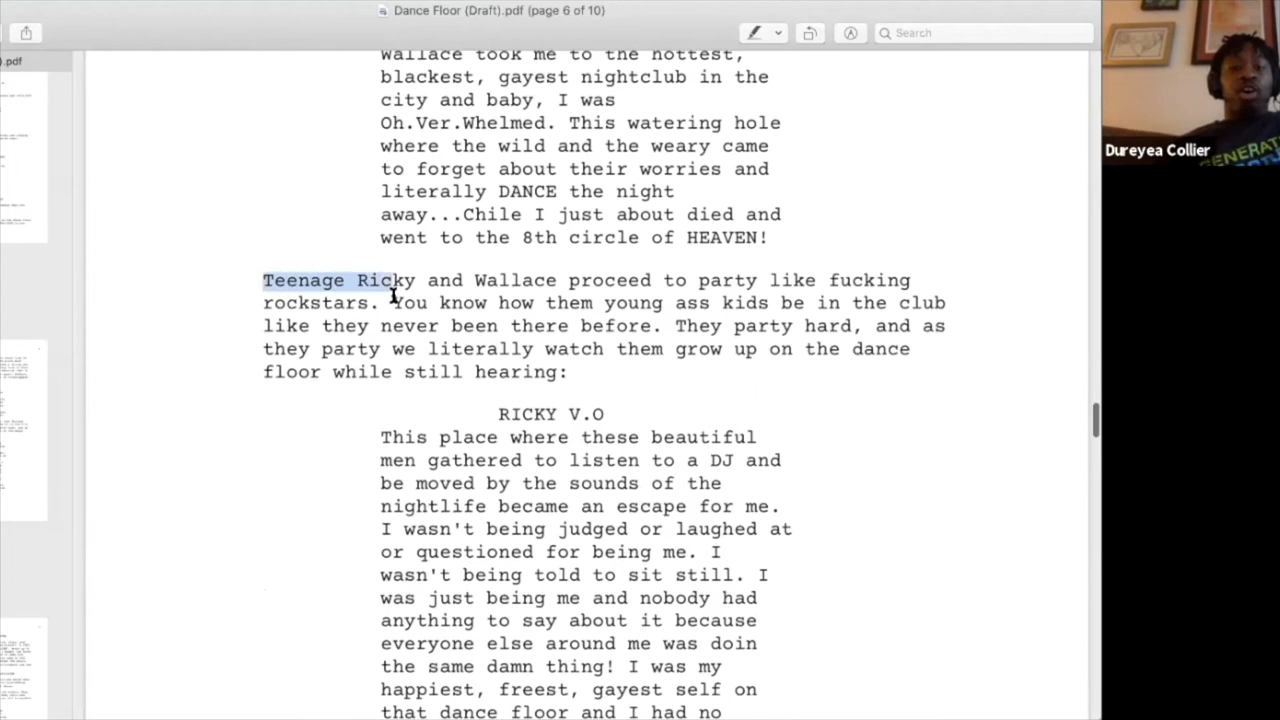 Dance Floor (Draft).pdf (page 6 of 10)
Search
).pdf
Wallace took me to the hottest,
blackest, gayest nightclub in the
city and baby, I was
Oh.Ver.Whelmed. This watering hole
where the wild and the weary came
to forget about their worries and
literally DANCE the night
away...Chile I just about died and
went to the 8th circle of HEAVEN!
Teenage Ricky and Wallace proceed to party like fucking
rockstars. You know how them young ass kids be in the club
like they never been there before. They party hard, and as
they party we literally watch them grow up on the dance
floor while still hearing:
RICKY V.O
This place where these beautiful
men gathered to listen to a DJ and
be moved by the sounds of the
nightlife became an escape for me.
I wasn't being judged or laughed at
or questioned for being me. I
wasn't being told to sit still. I
was just being me and nobody had
anything to say about it because
everyone else around me was doin
the same damn thing! I was my
happiest, freest, gayest self on
that dance floor and I had no
Dureyea Collier